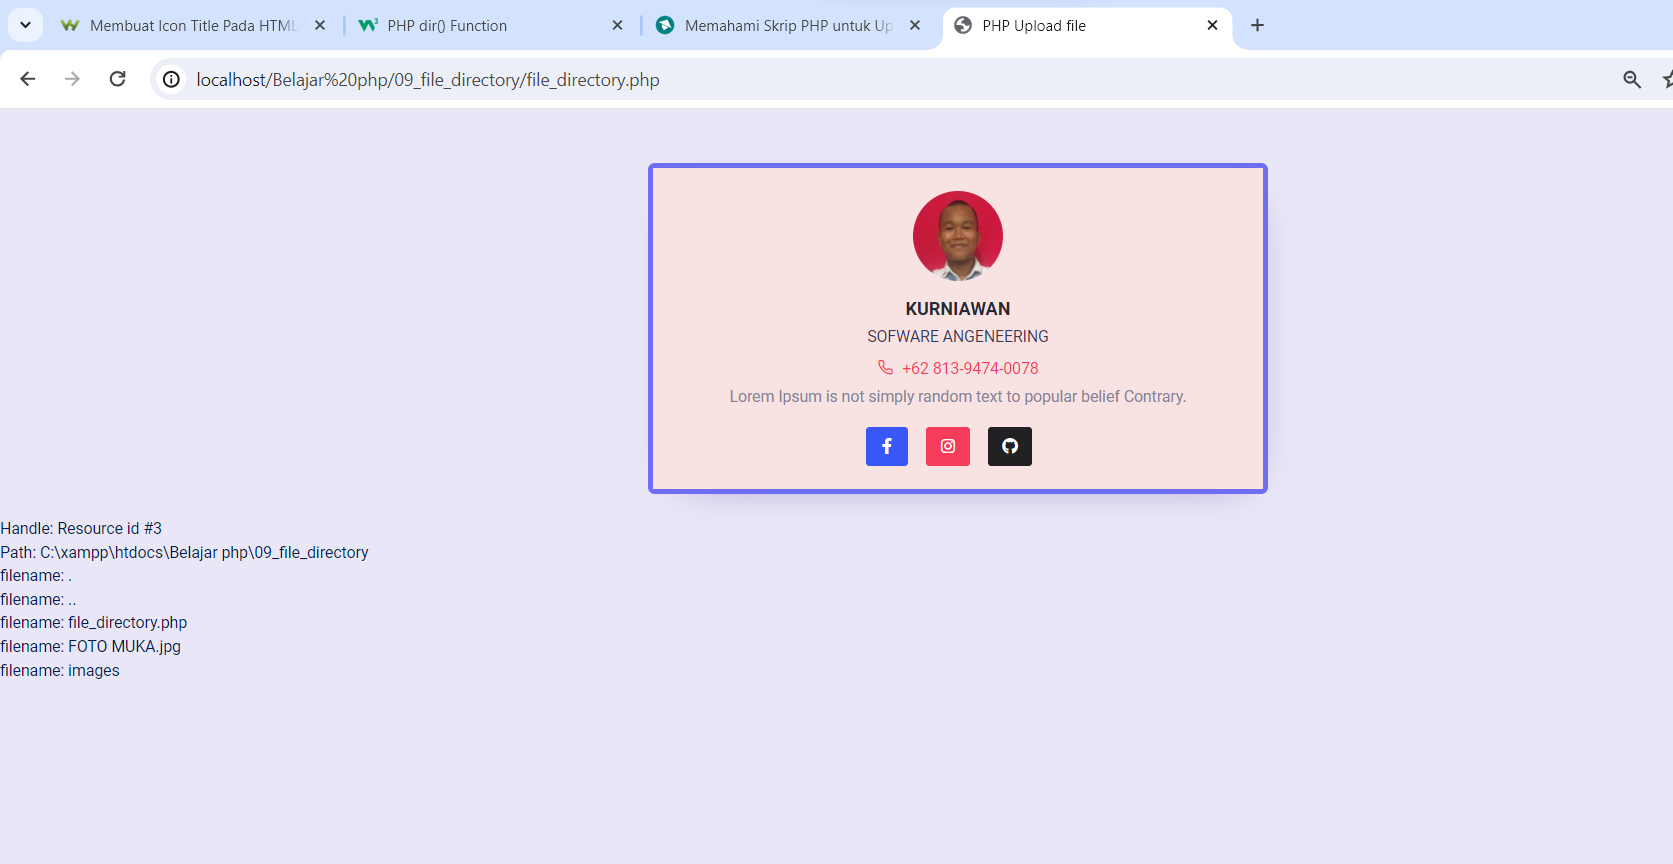 Membuat Icon Title Pada HTML
PHP dir() Function
Memahami Skrip PHP untuk Up
PHP Upload file
localhost/Belajar%20php/09_file_directory/file_directory.php
KURNIAWAN
SOFWARE ANGENEERING
+62 813-9474-0078
Lorem Ipsum is not simply random text to popular belief Contrary.
Handle: Resource id #3
Path: C:\xampp\htdocs\Belajar php\09_file_directory
filename: .
filename: ..
filename: file_directory.php
filename: FOTO MUKA.jpg
filename: images